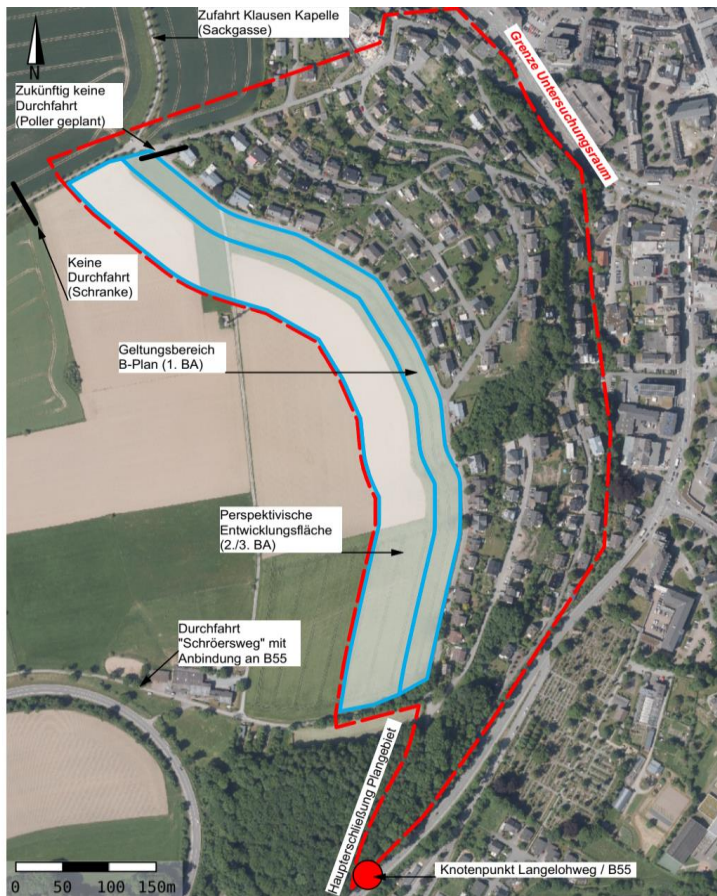 Zufahrt Klausen Kapelle
(Sackgasse)
N
Zukünftig keine
Durchfahrt
(Poller geplant)
Grenze Untersuchungsraum
Keine
Durchfahrt
(Schranke)
Geltungsbereich
B-Plan (1. BA)
Perspektivische
Entwicklungsfläche
(2./3. BA)
Durchfahrt
"Schröersweg" mit
Anbindung an B55
Haupterschließung Plangebiet
Knotenpunkt Langelohweg / B55
0 50 100 150m